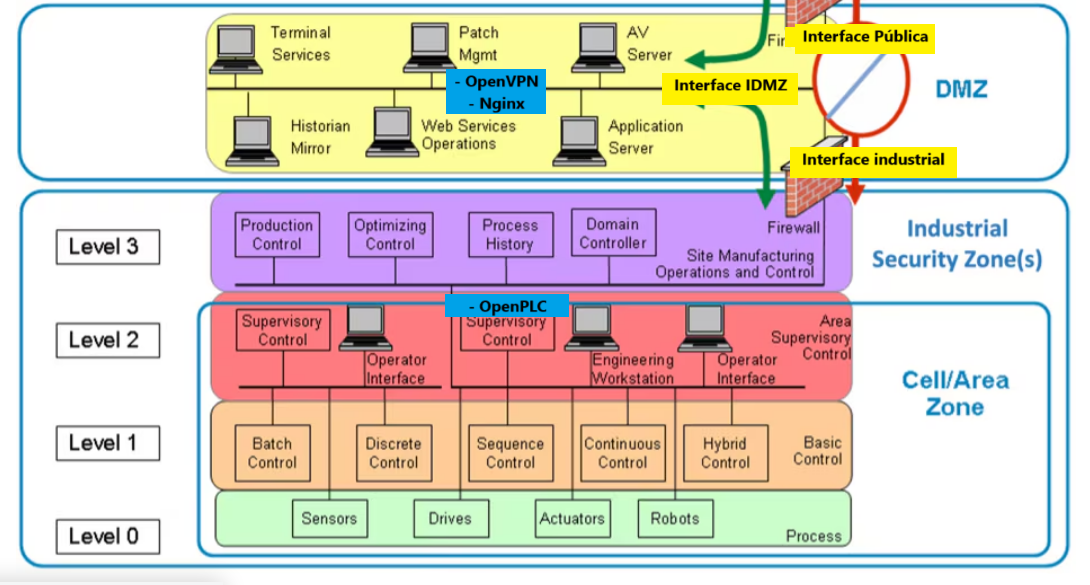 Interface Pública
Terminal
Services
Patch
Mgmt
AV
Server
- OpenVPN
- Nginx
Interface IDMZ
DMZ
Historian
Mirror
Web Services
Operations
Application
Server
Interface industrial
Level 3
Production
Control
Optimizing
Control
Process
History
Domain
Controller
Firewall
Site Manufacturing
Operations and Control
Industrial
Security Zone(s)
- OpenPLC
Level 2
Supervisory
Control
Operator
Interface
Supervisory
Control
Engineering
Workstation
Operator
Interface
Area
Supervisory
Control
Cell/Area
Zone
Level 1
Batch
Control
Discrete
Control
Sequence
Control
Continuous
Control
Hybrid
Control
Basic
Control
Level 0
Sensors
Drives
Actuators
Robots
Process